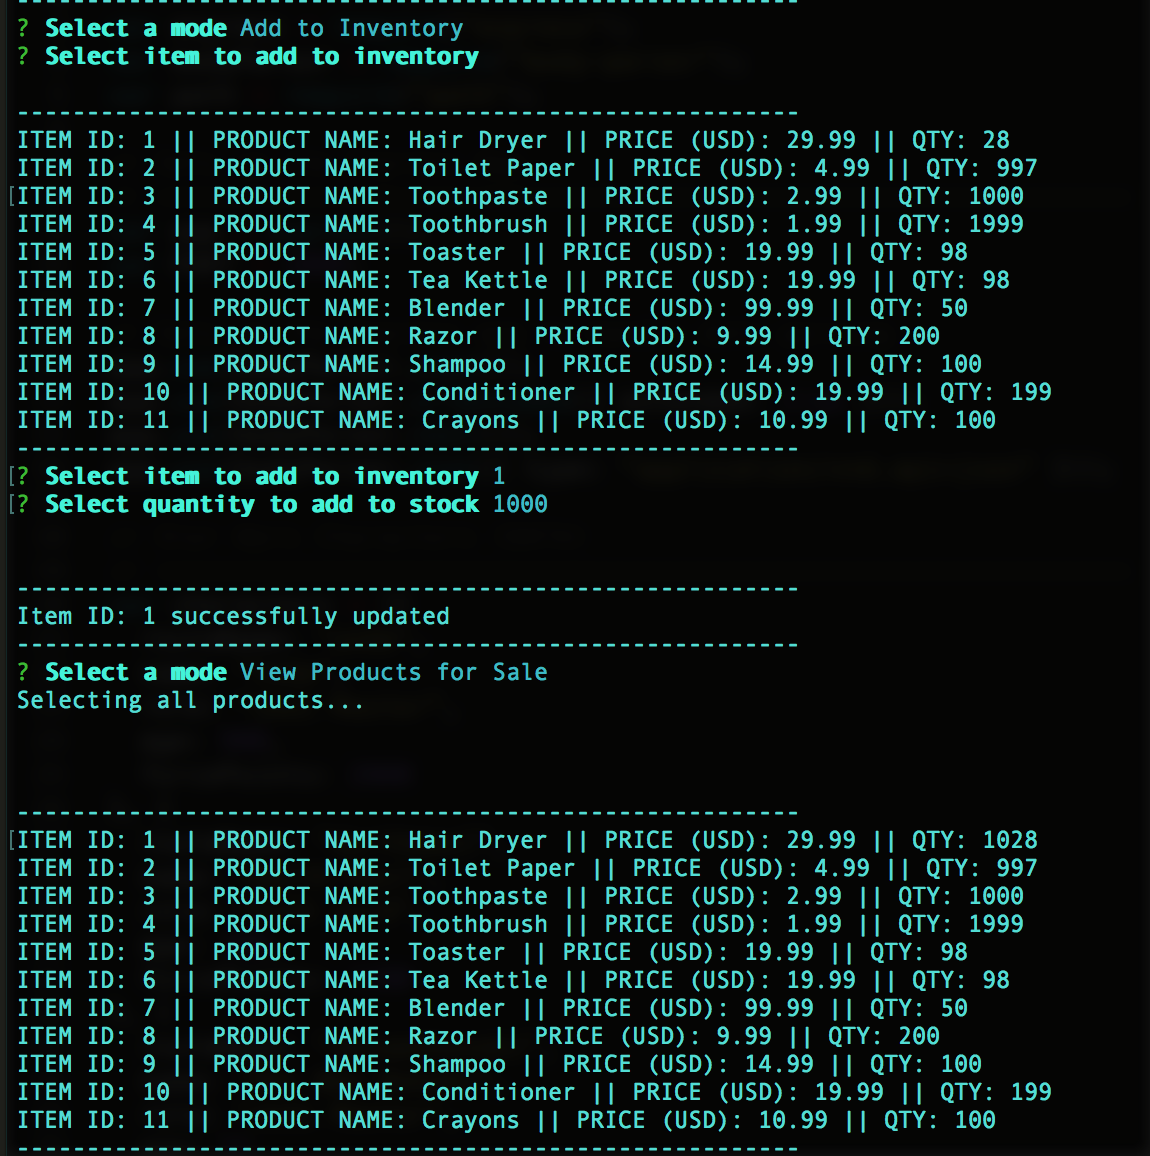 --------------------------------------------------------
? Select a mode Add to Inventory
? Select item to add to inventory
--------------------------------------------------------
ITEM ID: 1 || PRODUCT NAME: Hair Dryer || PRICE (USD): 29.99 || QTY: 28
ITEM ID: 2 || PRODUCT NAME: Toilet Paper || PRICE (USD): 4.99 || QTY: 997
[ITEM ID: 3 || PRODUCT NAME: Toothpaste || PRICE (USD): 2.99 || QTY: 1000
ITEM ID: 4 || PRODUCT NAME: Toothbrush || PRICE (USD): 1.99 || QTY: 1999
ITEM ID: 5 || PRODUCT NAME: Toaster || PRICE (USD): 19.99 || QTY: 98
ITEM ID: 6 || PRODUCT NAME: Tea Kettle || PRICE (USD): 19.99 || QTY: 98
ITEM ID: 7 || PRODUCT NAME: Blender || PRICE (USD): 99.99 || QTY: 50
ITEM ID: 8 || PRODUCT NAME: Razor || PRICE (USD): 9.99 || QTY: 200
ITEM ID: 9 || PRODUCT NAME: Shampoo || PRICE (USD): 14.99 || QTY: 100
ITEM ID: 10 || PRODUCT NAME: Conditioner || PRICE (USD): 19.99 || QTY: 199
ITEM ID: 11 || PRODUCT NAME: Crayons || PRICE (USD): 10.99 || QTY: 100
--------------------------------------------------------
[? Select item to add to inventory 1
[? Select quantity to add to stock 1000
--------------------------------------------------------
Item ID: 1 successfully updated
--------------------------------------------------------
? Select a mode View Products for Sale
Selecting all products...
--------------------------------------------------------
[ITEM ID: 1 || PRODUCT NAME: Hair Dryer || PRICE (USD): 29.99 || QTY: 1028
ITEM ID: 2 || PRODUCT NAME: Toilet Paper || PRICE (USD): 4.99 || QTY: 997
ITEM ID: 3 || PRODUCT NAME: Toothpaste || PRICE (USD): 2.99 || QTY: 1000
ITEM ID: 4 || PRODUCT NAME: Toothbrush || PRICE (USD): 1.99 || QTY: 1999
ITEM ID: 5 || PRODUCT NAME: Toaster || PRICE (USD): 19.99 || QTY: 98
ITEM ID: 6 || PRODUCT NAME: Tea Kettle || PRICE (USD): 19.99 || QTY: 98
ITEM ID: 7 || PRODUCT NAME: Blender || PRICE (USD): 99.99 || QTY: 50
ITEM ID: 8 || PRODUCT NAME: Razor || PRICE (USD): 9.99 || QTY: 200
ITEM ID: 9 || PRODUCT NAME: Shampoo || PRICE (USD): 14.99 || QTY: 100
ITEM ID: 10 || PRODUCT NAME: Conditioner || PRICE (USD): 19.99 || QTY: 199
ITEM ID: 11 || PRODUCT NAME: Crayons || PRICE (USD): 10.99 || QTY: 100
--------------------------------------------------------